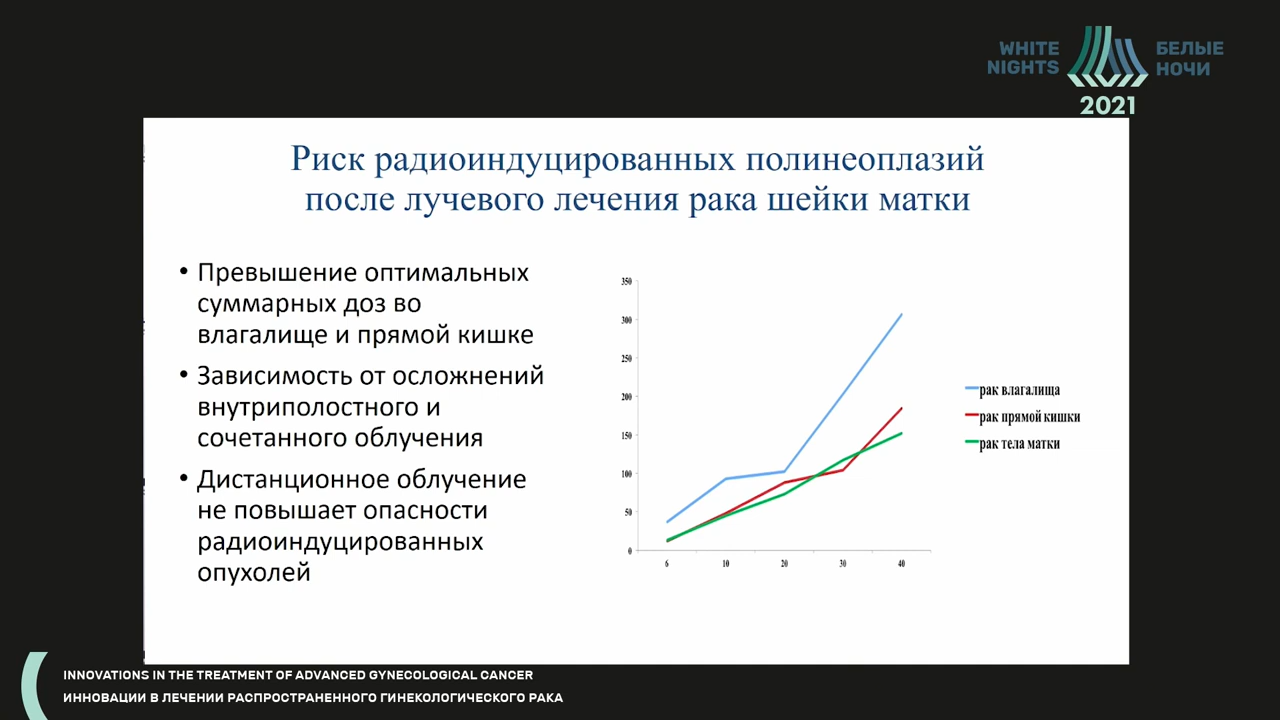 WHITE
NIGHTS
БЕЛЫЕ
НОЧИ
2021
Риск радиоиндуцированных полинеоплазий
после лучевого лечения рака шейки матки
• Превышение оптимальных
суммарных доз во
влагалище и прямой кишке
• Зависимость от осложнений
внутриполостного и
сочетанного облучения
• Дистанционное облучение
не повышает опасности
радиоиндуцированных
опухолей
350
300
250
200
150
100
50
0
6 10 20 30 40
рак влагалища
рак прямой кишки
рак тела матки
INNOVATIONS IN THE TREATMENT OF ADVANCED GYNECOLOGICAL CANCER
ИННОВАЦИИ В ЛЕЧЕНИИ РАСПРОСТРАНЕННОГО ГИНЕКОЛОГИЧЕСКОГО РАКА